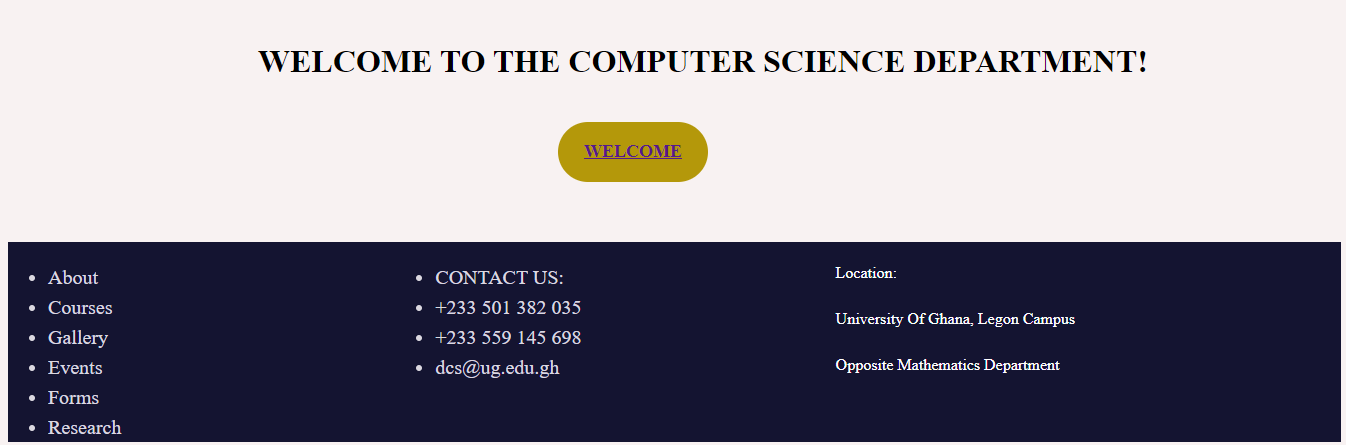 WELCOME TO THE COMPUTER SCIENCE DEPARTMENT!
WELCOME
About
Courses
Gallery
Events
Forms
Research
CONTACT US:
+233 501 382 035
+233 559 145 698
dcs@ug.edu.gh
Location:
University Of Ghana, Legon Campus
Opposite Mathematics Department